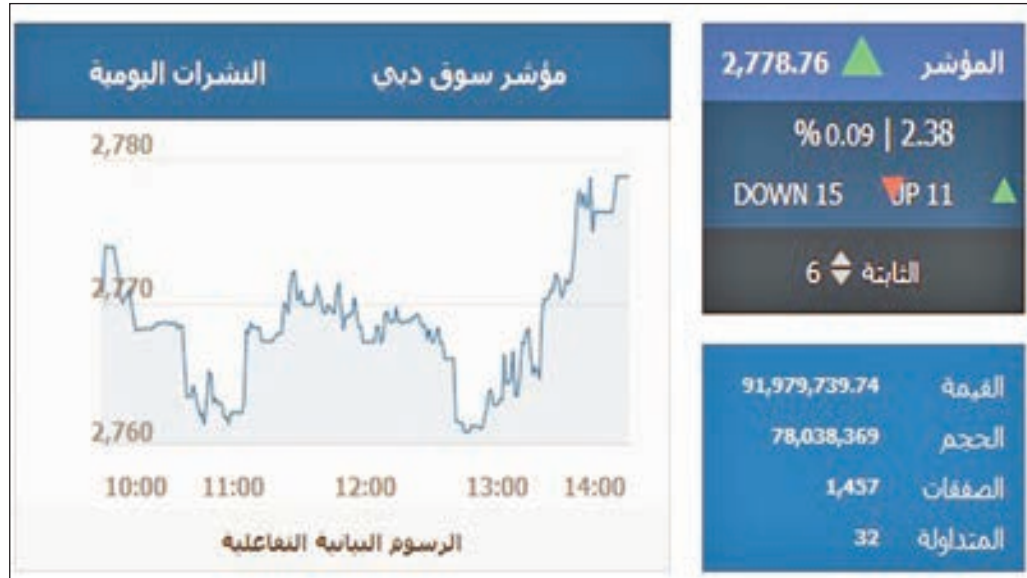 المؤشر 2,778.76
2.38 | 0.09 %
UP 11 DOWN 15
الثابتة 6
القيمة 91,979,739.74
الحجم 78,038,369
الصفقات 1,457
المتداولة 32
مؤشر سوق دبي النشرات اليومية
2,780
2,770
2,760
10:00 11:00 12:00 13:00 14:00
الرسوم البيانية التفاعلية